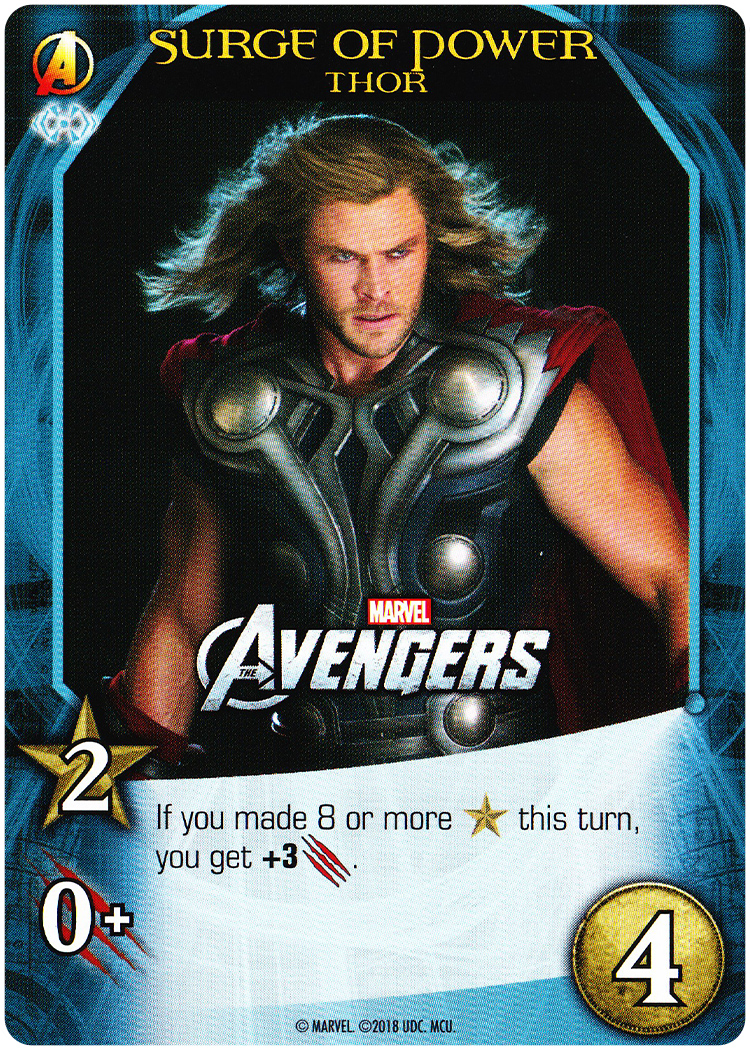 SURGE OF POWER
THOR
MARVEL
THE AVENGERS
2
If you made 8 or more this turn,
you get +3 .
0+
4
© MARVEL. ©2018 UDC. MCU.